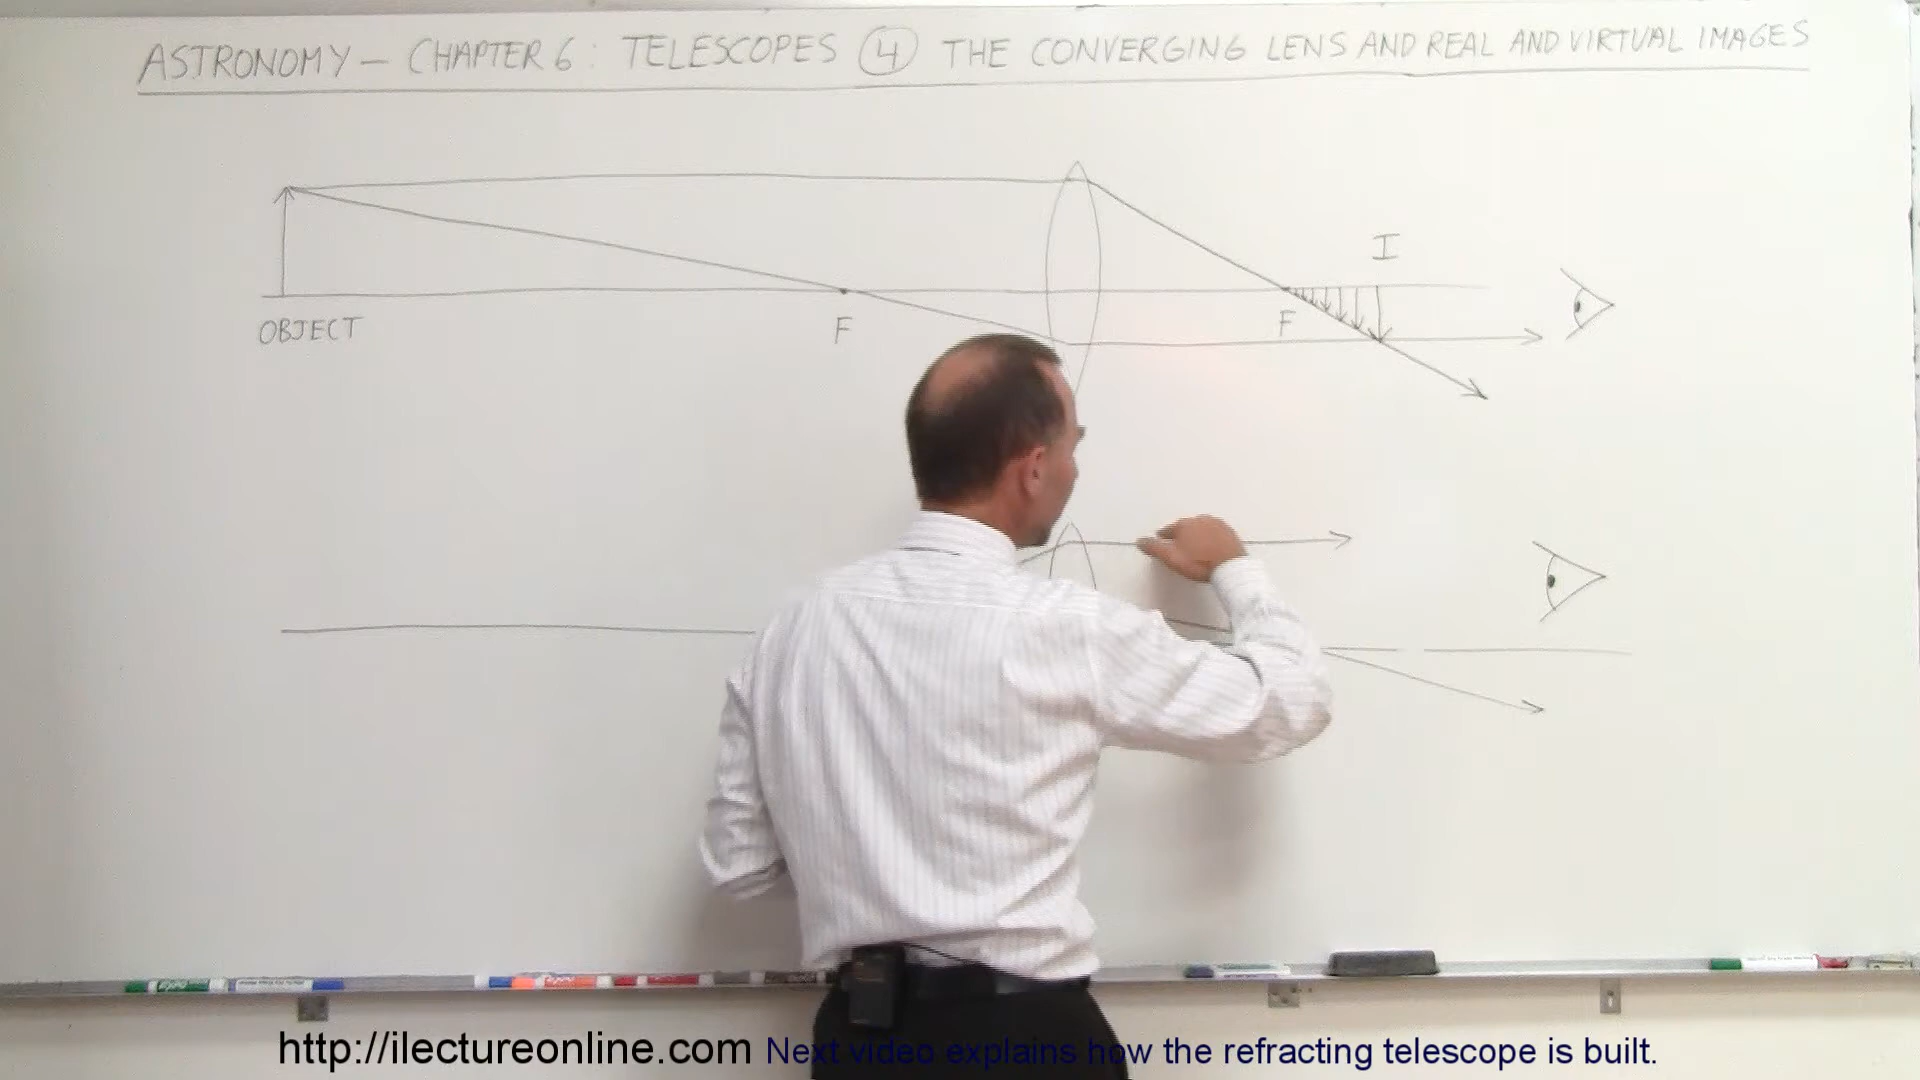 ASTRONOMY – CHAPTER 6: TELESCOPES 4 THE CONVERGING LENS AND REAL AND VIRTUAL IMAGES
I
OBJECT F F
http://ilectureonline.com Next video explains how the refracting telescope is built.